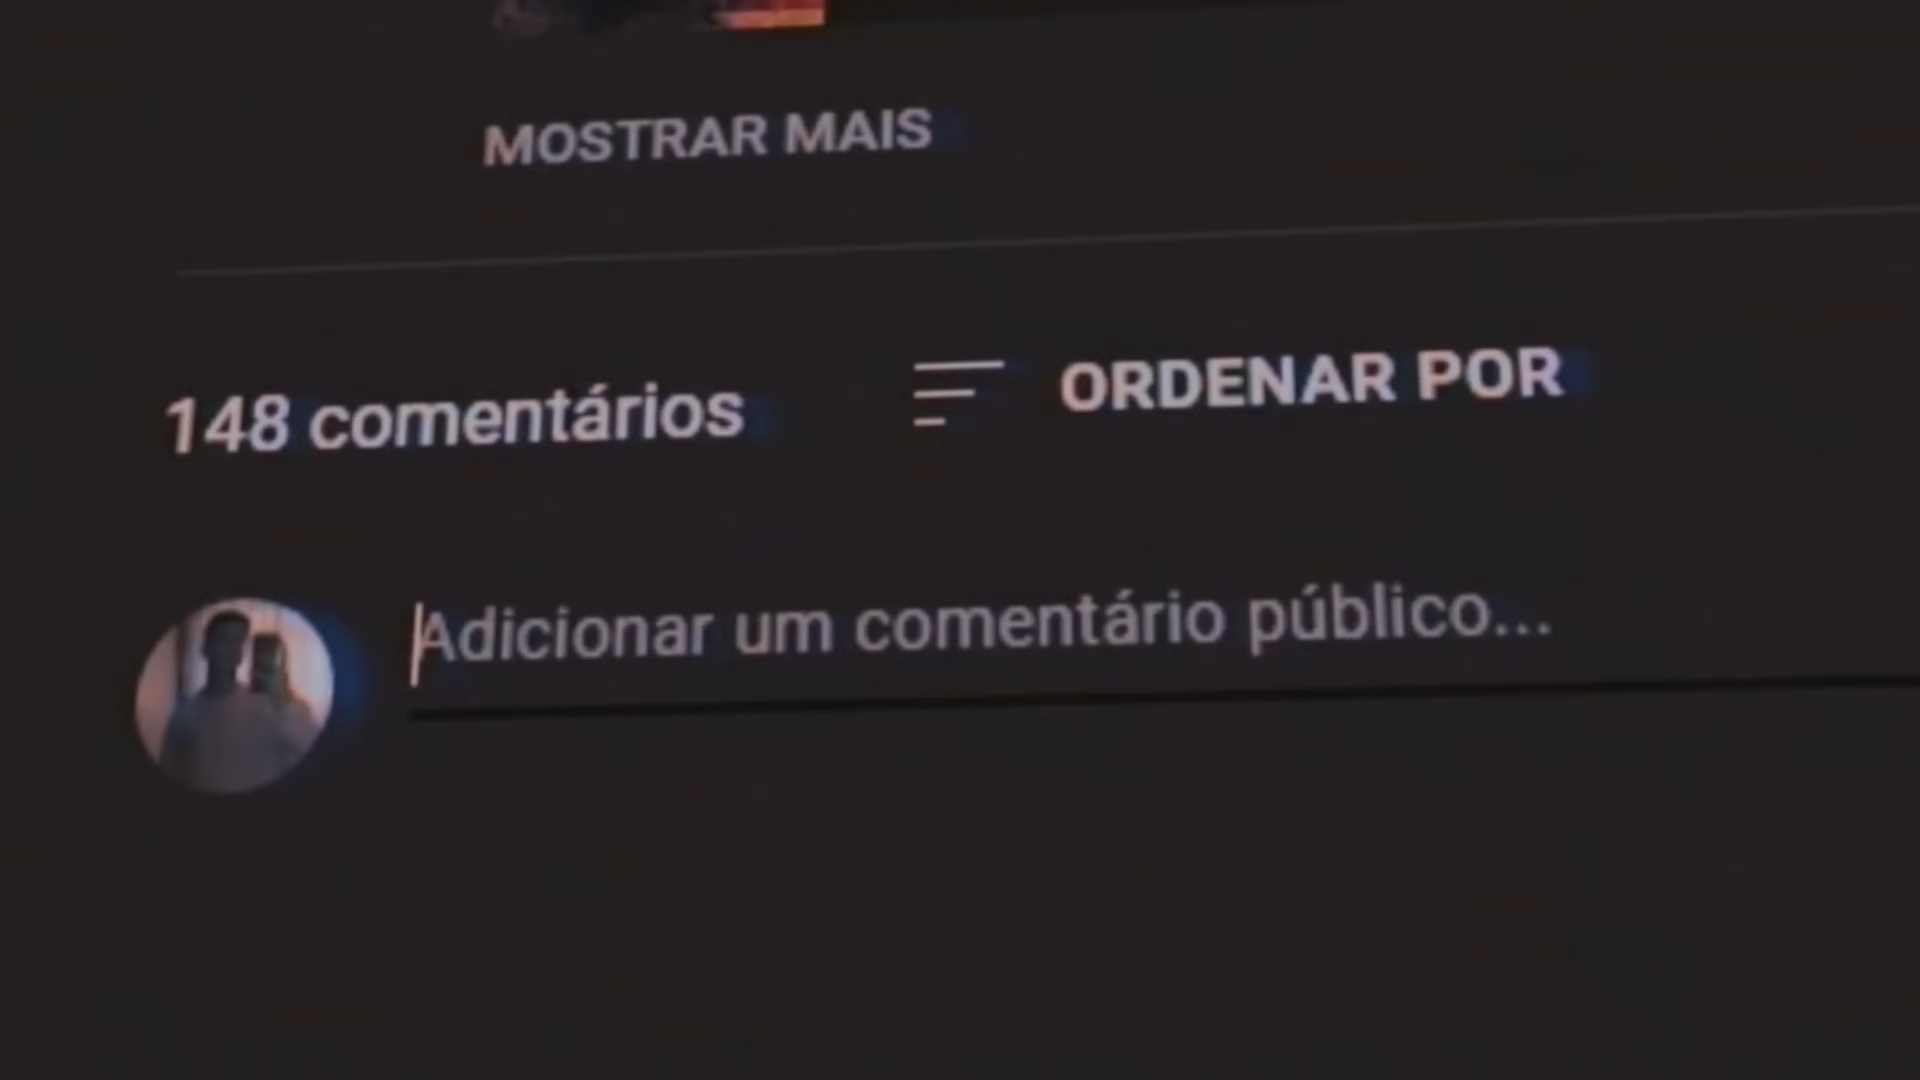 MOSTRAR MAIS
148 comentários
ORDENAR POR
Adicionar um comentário público...